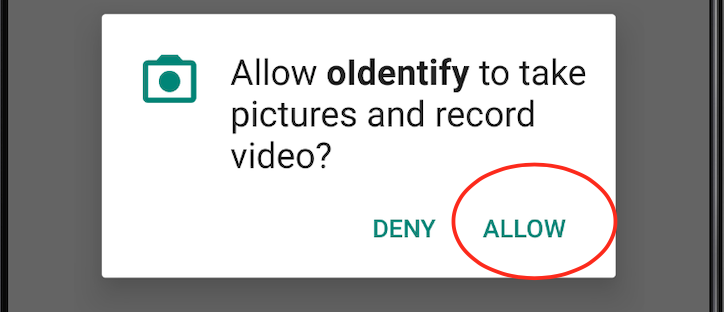 Allow oIdentify to take
pictures and record
video?
DENY ALLOW